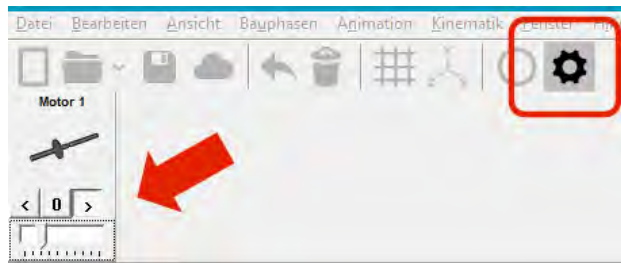 Datei Bearbeiten Ansicht Bauphasen Animation Kinematik Fenster
Motor 1
< 0 >